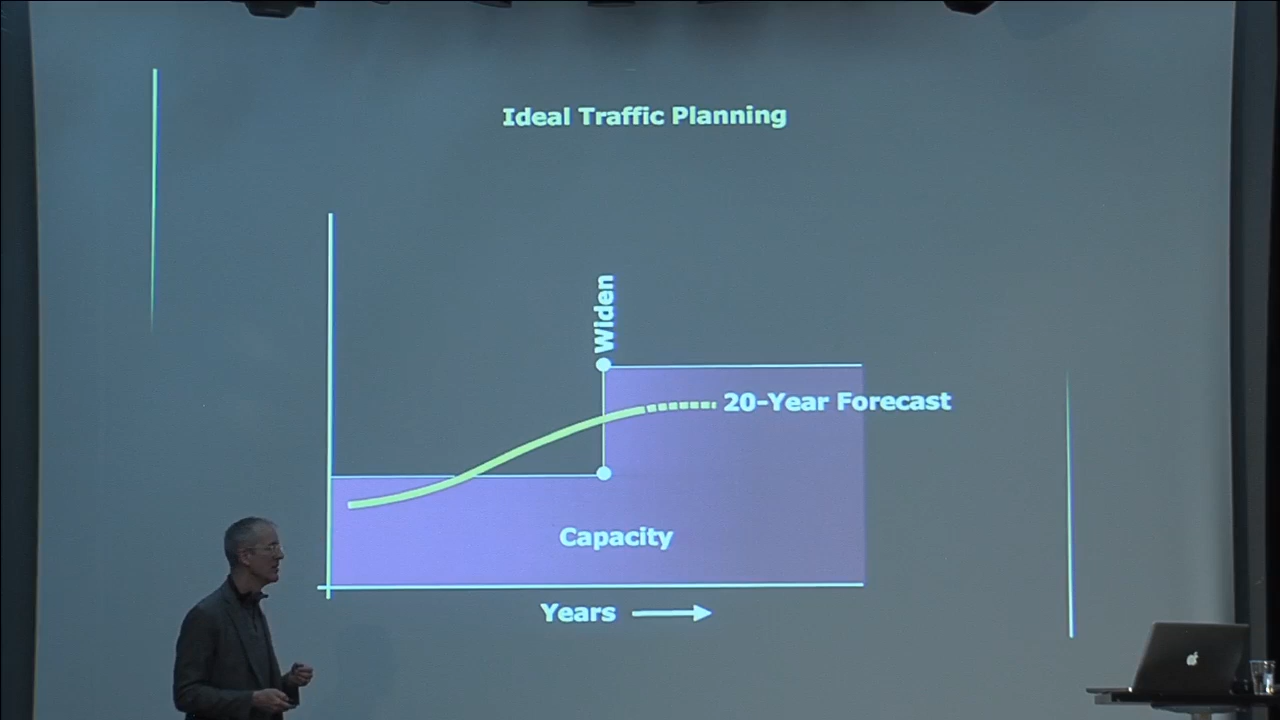 Ideal Traffic Planning
Widen
20-Year Forecast
Capacity
Years